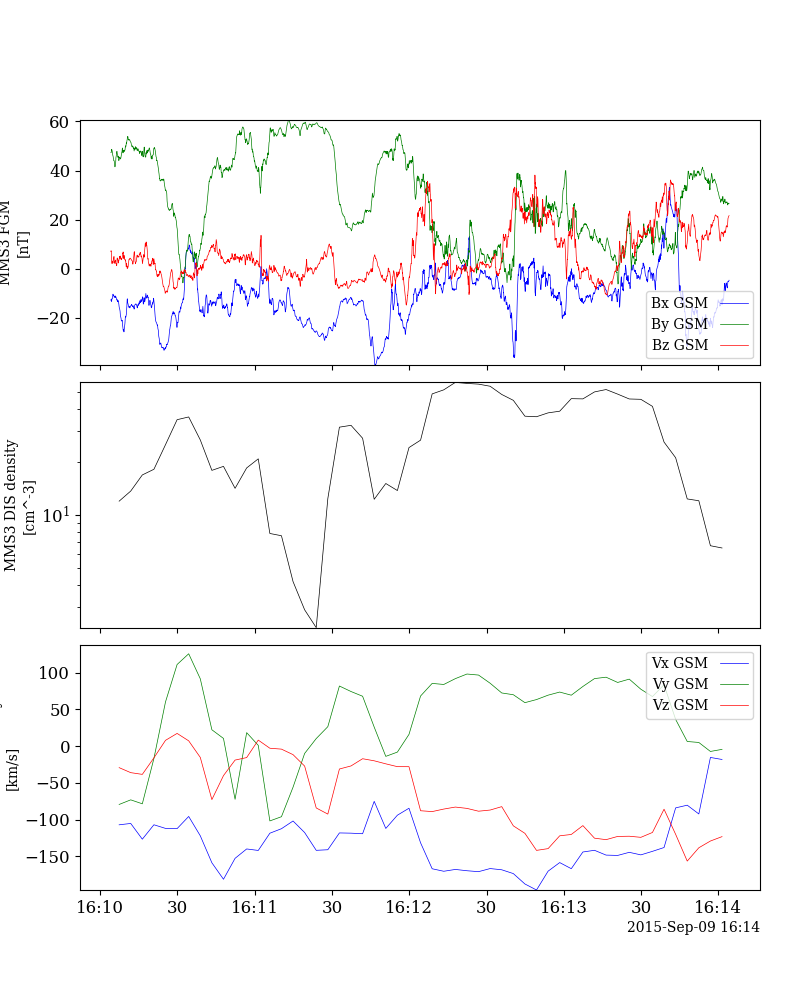 60
40
20
0
−20
MMS3 FGM
[nT]
Bx GSM
By GSM
Bz GSM
10^1
MMS3 DIS density
[cm^-3]
100
50
0
−50
−100
−150
[km/s]
Vx GSM
Vy GSM
Vz GSM
16:10 30 16:11 30 16:12 30 16:13 30 16:14
2015-Sep-09 16:14